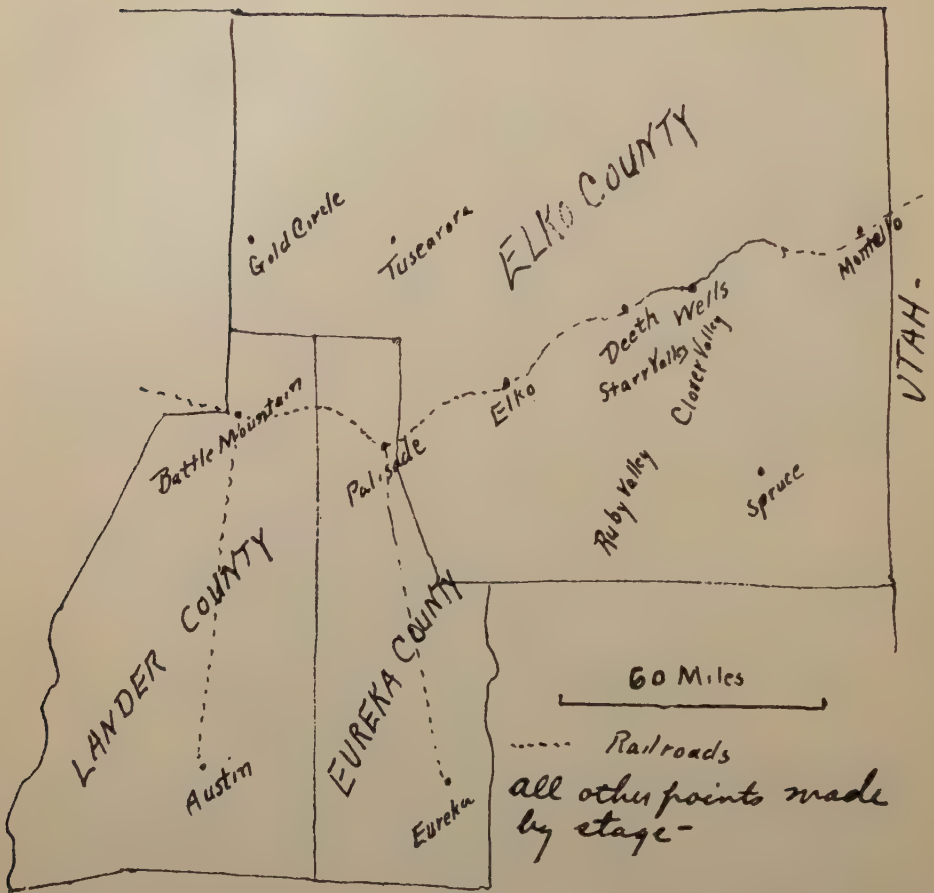 ELKO COUNTY
Gold Circle
Tuscarora
Montello
UTAH-
Deeth
Wells
Starr Valley
Clover Valley
Elko
Battle Mountain
Palisade
Ruby Valley
Spruce
LANDER COUNTY
EUREKA COUNTY
Austin
Eureka
60 Miles
Railroads
all other points made
by stage-